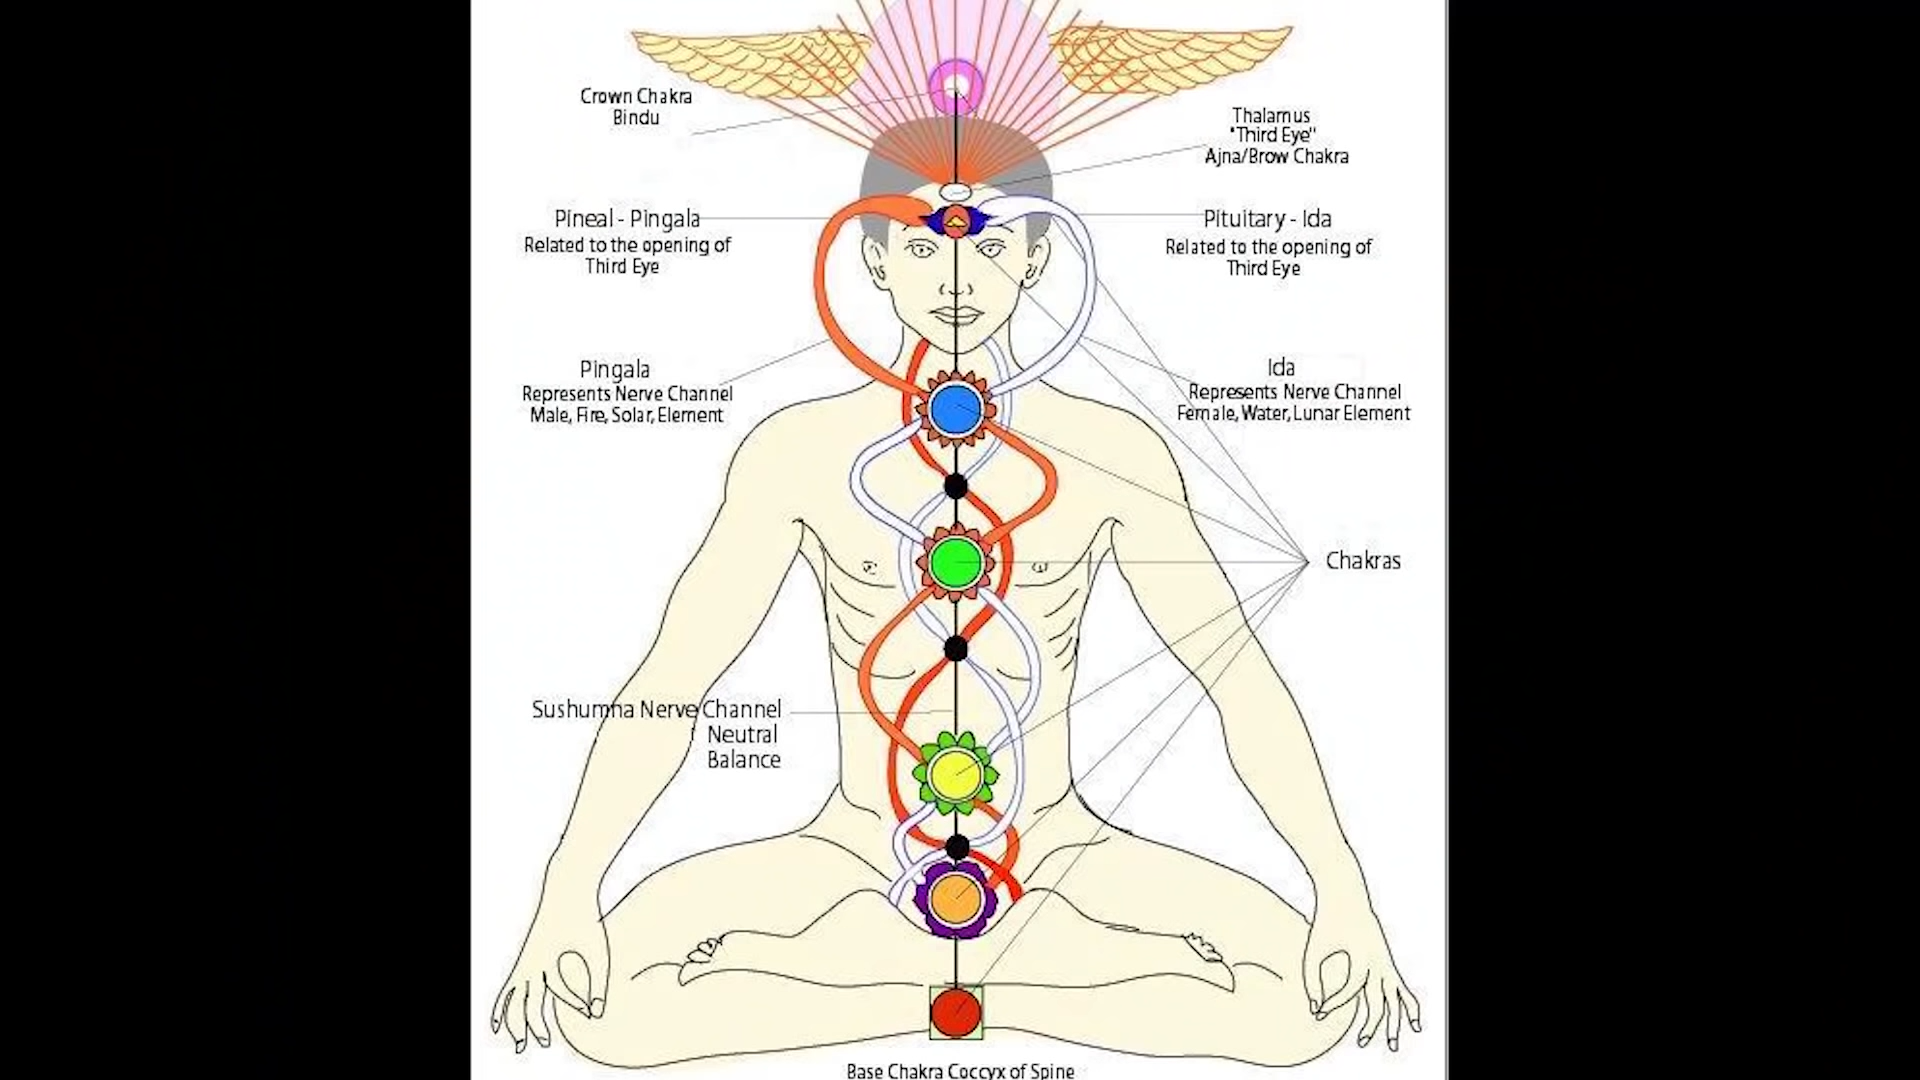 Crown Chakra
Bindu
Thalamus
"Third Eye"
Ajna/Brow Chakra
Pineal - Pingala
Related to the opening of
Third Eye
Pituitary - Ida
Related to the opening of
Third Eye
Pingala
Represents Nerve Channel
Male, Fire, Solar, Element
Ida
Represents Nerve Channel
Female, Water, Lunar Element
Chakras
Sushumna Nerve Channel
Neutral
Balance
Base Chakra Coccyx of Spine